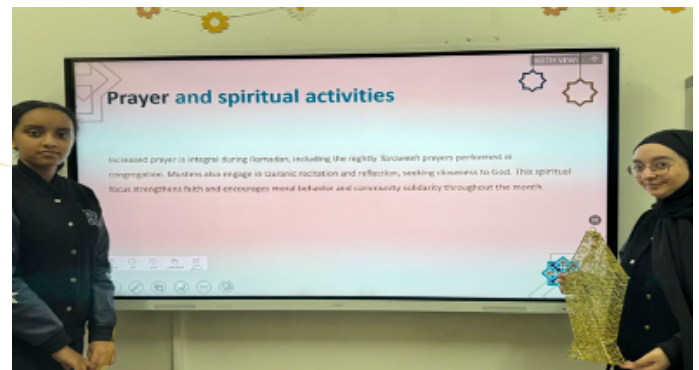 Prayer and spiritual activities
Increased prayer is integral during Ramadan, including the nightly Taraweeh prayers performed in
congregation. Muslims also engage in Quranic recitation and reflection, seeking closeness to God. This spiritual
focus strengthens faith and encourages moral behavior and community solidarity throughout the month.